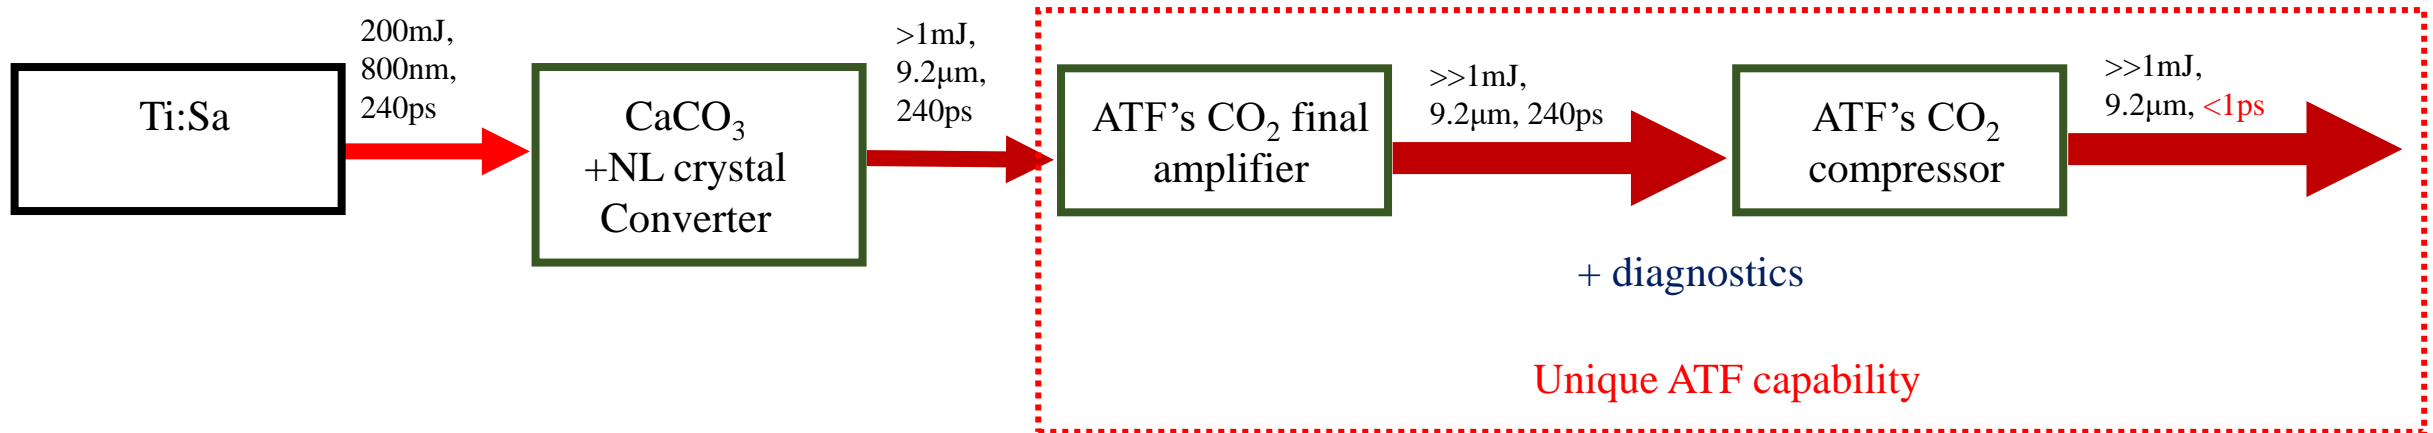 Ti:Sa
200mJ,
800nm,
240ps
CaCO₃
+NL crystal
Converter
>1mJ,
9.2μm,
240ps
ATF’s CO₂ final
amplifier
>>1mJ,
9.2μm, 240ps
ATF’s CO₂
compressor
>>1mJ,
9.2μm, <1ps
+ diagnostics
Unique ATF capability